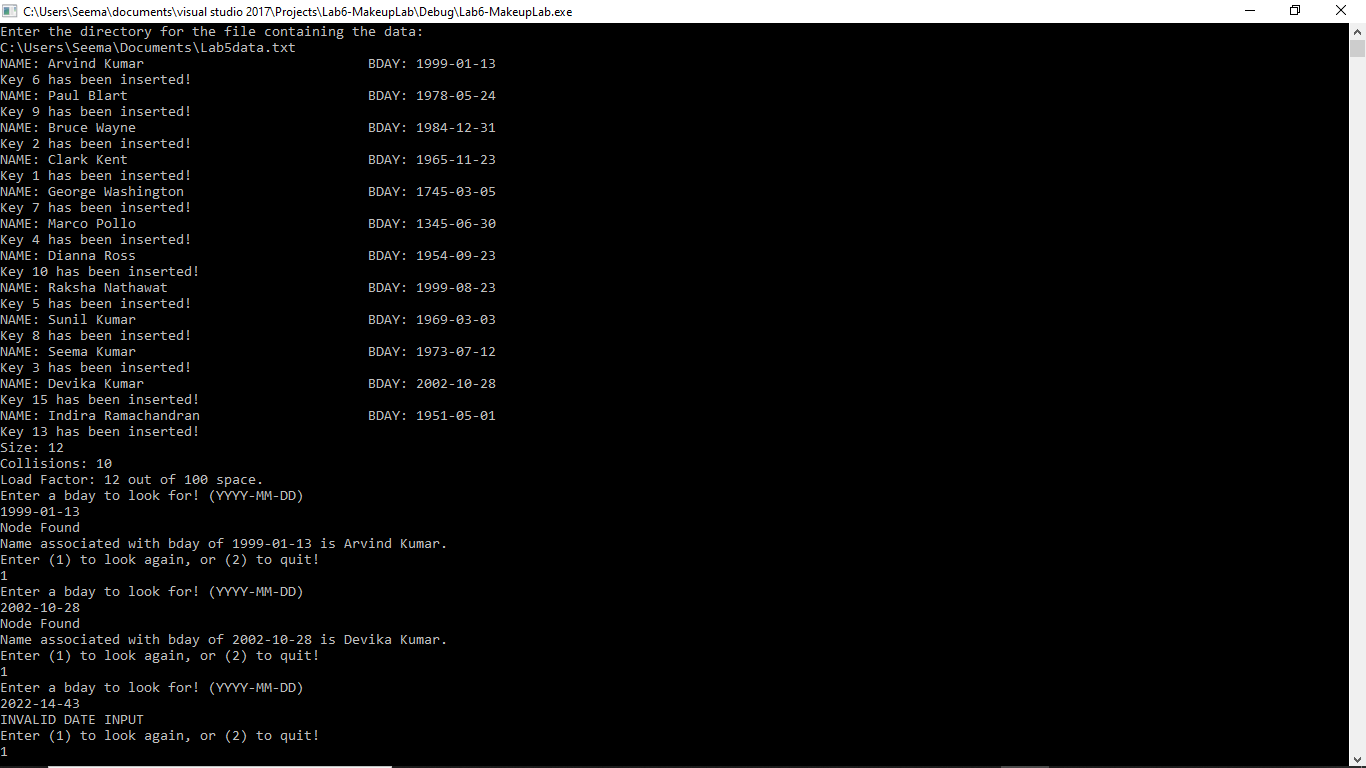 C:\Users\Seema\documents\visual studio 2017\Projects\Lab6-MakeupLab\Debug\Lab6-MakeupLab.exe
Enter the directory for the file containing the data:
C:\Users\Seema\Documents\Lab5data.txt
NAME: Arvind Kumar                            BDAY: 1999-01-13
Key 6 has been inserted!
NAME: Paul Blart                              BDAY: 1978-05-24
Key 9 has been inserted!
NAME: Bruce Wayne                             BDAY: 1984-12-31
Key 2 has been inserted!
NAME: Clark Kent                              BDAY: 1965-11-23
Key 1 has been inserted!
NAME: George Washington                       BDAY: 1745-03-05
Key 7 has been inserted!
NAME: Marco Pollo                             BDAY: 1345-06-30
Key 4 has been inserted!
NAME: Dianna Ross                             BDAY: 1954-09-23
Key 10 has been inserted!
NAME: Raksha Nathawat                         BDAY: 1999-08-23
Key 5 has been inserted!
NAME: Sunil Kumar                             BDAY: 1969-03-03
Key 8 has been inserted!
NAME: Seema Kumar                             BDAY: 1973-07-12
Key 3 has been inserted!
NAME: Devika Kumar                            BDAY: 2002-10-28
Key 15 has been inserted!
NAME: Indira Ramachandran                     BDAY: 1951-05-01
Key 13 has been inserted!
Size: 12
Collisions: 10
Load Factor: 12 out of 100 space.
Enter a bday to look for! (YYYY-MM-DD)
1999-01-13
Node Found
Name associated with bday of 1999-01-13 is Arvind Kumar.
Enter (1) to look again, or (2) to quit!
1
Enter a bday to look for! (YYYY-MM-DD)
2002-10-28
Node Found
Name associated with bday of 2002-10-28 is Devika Kumar.
Enter (1) to look again, or (2) to quit!
1
Enter a bday to look for! (YYYY-MM-DD)
2022-14-43
INVALID DATE INPUT
Enter (1) to look again, or (2) to quit!
1